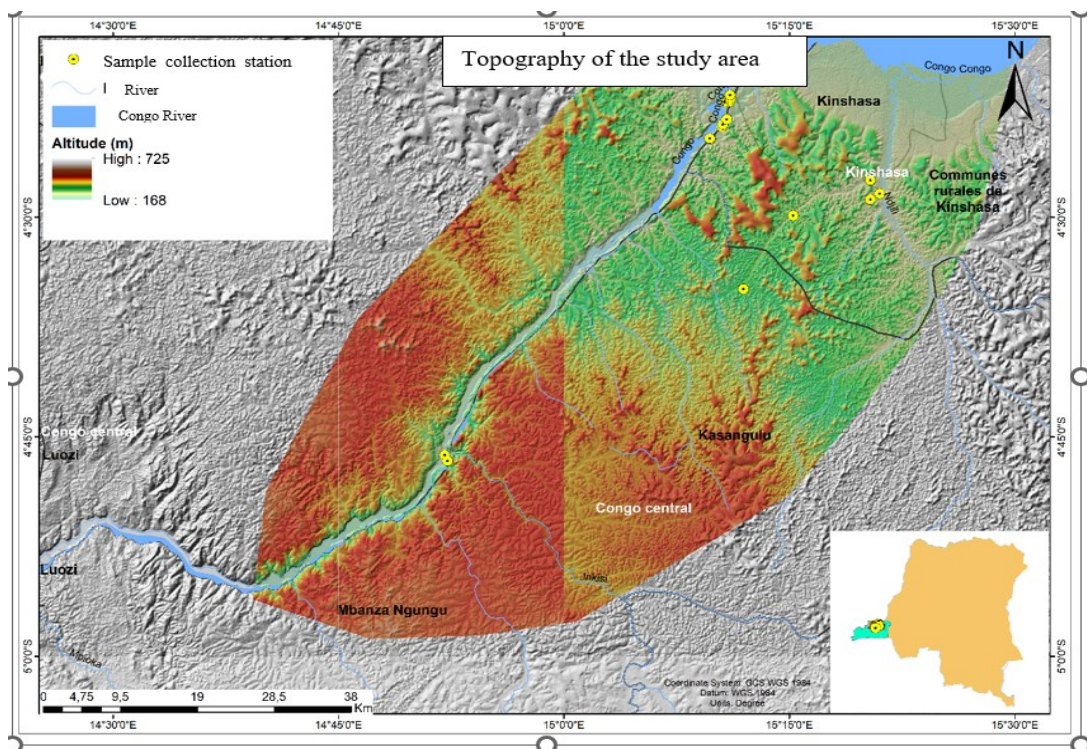 14°30'0"E 14°45'0"E 15°0'0"E 15°15'0"E 15°30'0"E
Topography of the study area
N
Sample collection station
River
Congo River
Altitude (m)
High : 725
Low : 168
Congo Congo
Kinshasa
Congo
Congo
Kinshasa
Communes
rurales de
Kinshasa
Ndjili
4°30'0"S
4°30'0"S
4°45'0"S
4°45'0"S
Congo central
Luozi
Kasangulu
Congo central
Luozi
Inkisi
Mbanza Ngungu
Mpioka
5°0'0"S
5°0'0"S
0 4,75 9,5 19 28,5 38
Km
Coordinate System: GCS WGS 1984
Datum: WGS 1984
Units: Degree
14°30'0"E 14°45'0"E 15°0'0"E 15°15'0"E 15°30'0"E